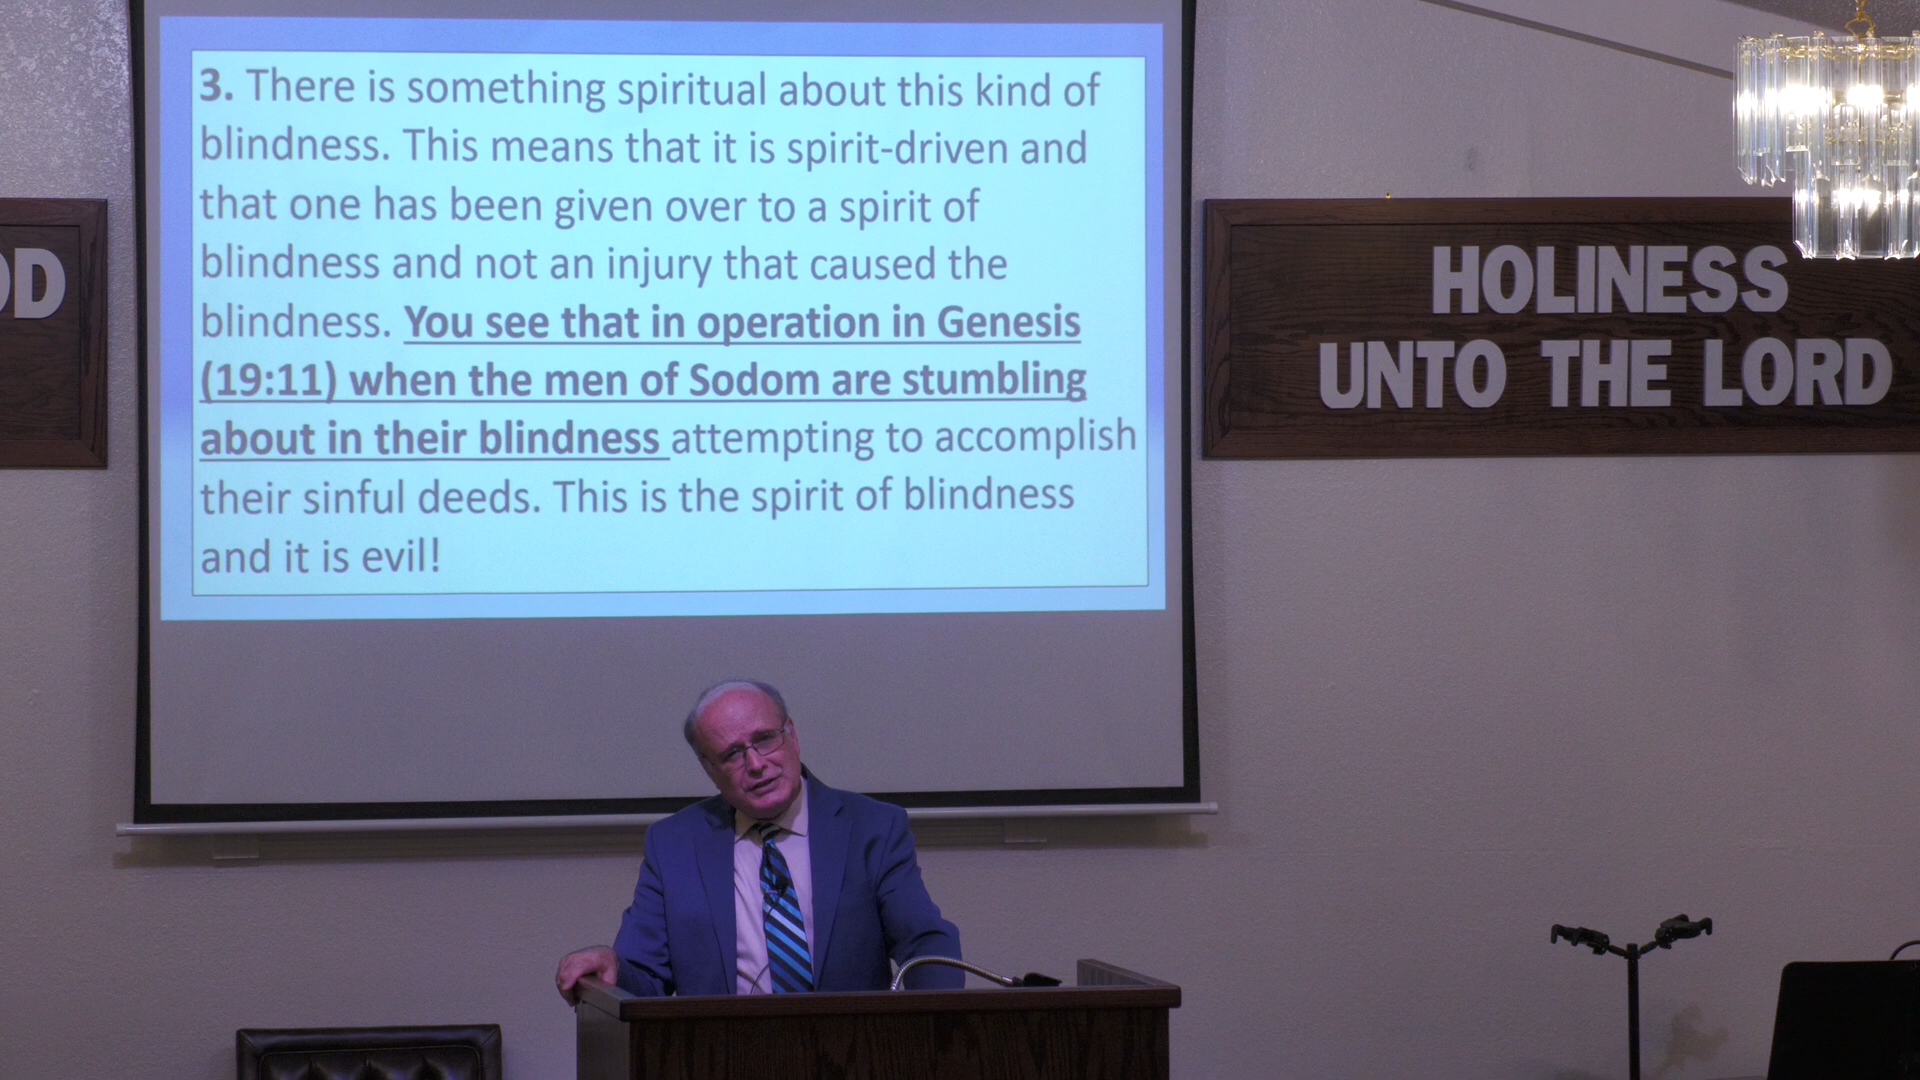 3. There is something spiritual about this kind of
blindness. This means that it is spirit-driven and
that one has been given over to a spirit of
blindness and not an injury that caused the
blindness. You see that in operation in Genesis
(19:11) when the men of Sodom are stumbling
about in their blindness attempting to accomplish
their sinful deeds. This is the spirit of blindness
and it is evil!
HOLINESS
UNTO THE LORD